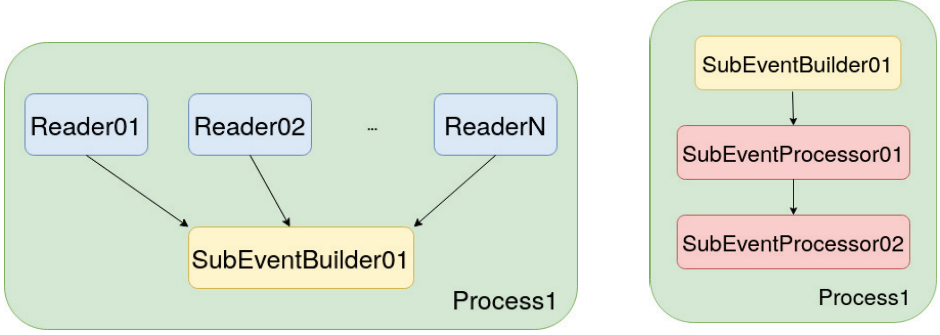 Reader01
Reader02
...
ReaderN
SubEventBuilder01
Process1
SubEventBuilder01
SubEventProcessor01
SubEventProcessor02
Process1